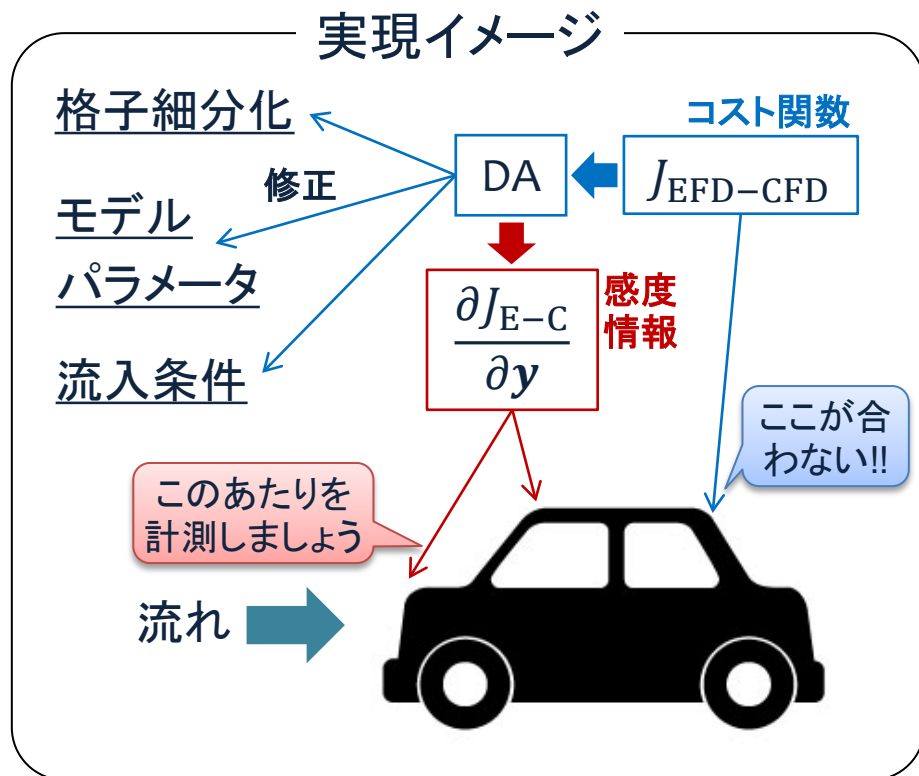 実現イメージ
格子細分化
コスト関数
DA
J_{EFD−CFD}
修正
モデル
パラメータ
∂J_{E−C}
∂y
感度
情報
流入条件
ここが合
わない!!
このあたりを
計測しましょう
流れ